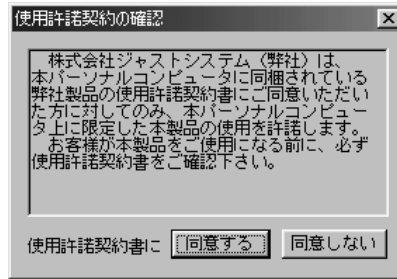 使用許諾契約の確認
　株式会社ジャストシステム（弊社）は、
本パーソナルコンピュータに同梱されている
弊社製品の使用許諾契約書にご同意いただい
た方に対してのみ、本パーソナルコンピュー
タ上に限定した本製品の使用を許諾します。
　お客様が本製品をご使用になる前に、必ず
使用許諾契約書をご確認下さい。
使用許諾契約書に 同意する 同意しない